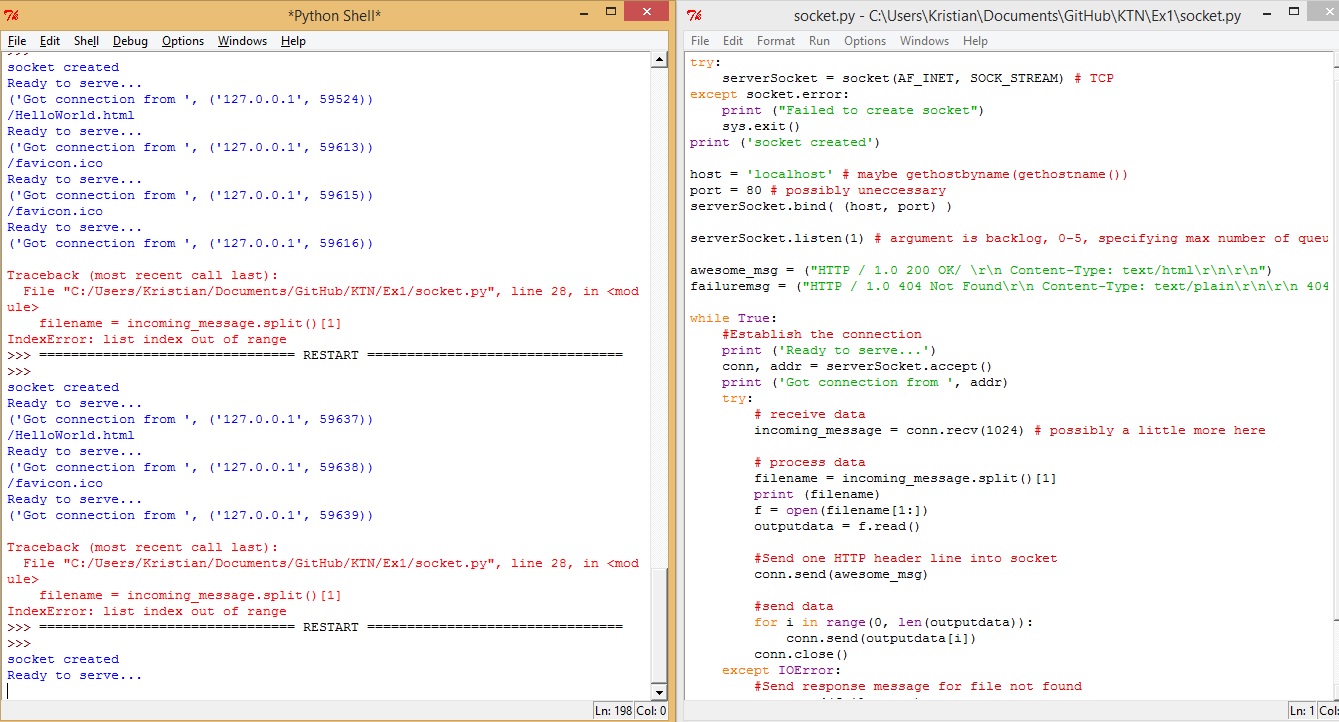 *Python Shell*
File Edit Shell Debug Options Windows Help
>>>
socket created
Ready to serve...
('Got connection from ', ('127.0.0.1', 59524))
/HelloWorld.html
Ready to serve...
('Got connection from ', ('127.0.0.1', 59613))
/favicon.ico
Ready to serve...
('Got connection from ', ('127.0.0.1', 59615))
/favicon.ico
Ready to serve...
('Got connection from ', ('127.0.0.1', 59616))
Traceback (most recent call last):
  File "C:/Users/Kristian/Documents/GitHub/KTN/Ex1/socket.py", line 28, in <mod
ule>
    filename = incoming_message.split()[1]
IndexError: list index out of range
>>> ================================ RESTART ================================
>>>
socket created
Ready to serve...
('Got connection from ', ('127.0.0.1', 59637))
/HelloWorld.html
Ready to serve...
('Got connection from ', ('127.0.0.1', 59638))
/favicon.ico
Ready to serve...
('Got connection from ', ('127.0.0.1', 59639))
Traceback (most recent call last):
  File "C:/Users/Kristian/Documents/GitHub/KTN/Ex1/socket.py", line 28, in <mod
ule>
    filename = incoming_message.split()[1]
IndexError: list index out of range
>>> ================================ RESTART ================================
>>>
socket created
Ready to serve...
Ln: 198 Col: 0
socket.py - C:\Users\Kristian\Documents\GitHub\KTN\Ex1\socket.py
File Edit Format Run Options Windows Help
try:
    serverSocket = socket(AF_INET, SOCK_STREAM) # TCP
except socket.error:
    print ("Failed to create socket")
    sys.exit()
print ('socket created')
host = 'localhost' # maybe gethostbyname(gethostname())
port = 80 # possibly uneccessary
serverSocket.bind( (host, port) )
serverSocket.listen(1) # argument is backlog, 0-5, specifying max number of queu
awesome_msg = ("HTTP / 1.0 200 OK/ \r\n Content-Type: text/html\r\n\r\n")
failuremsg = ("HTTP / 1.0 404 Not Found\r\n Content-Type: text/plain\r\n\r\n 404
while True:
    #Establish the connection
    print ('Ready to serve...')
    conn, addr = serverSocket.accept()
    print ('Got connection from ', addr)
    try:
        # receive data
        incoming_message = conn.recv(1024) # possibly a little more here
        # process data
        filename = incoming_message.split()[1]
        print (filename)
        f = open(filename[1:])
        outputdata = f.read()
        #Send one HTTP header line into socket
        conn.send(awesome_msg)
        #send data
        for i in range(0, len(outputdata)):
            conn.send(outputdata[i])
        conn.close()
    except IOError:
        #Send response message for file not found
Ln: 1 Col: